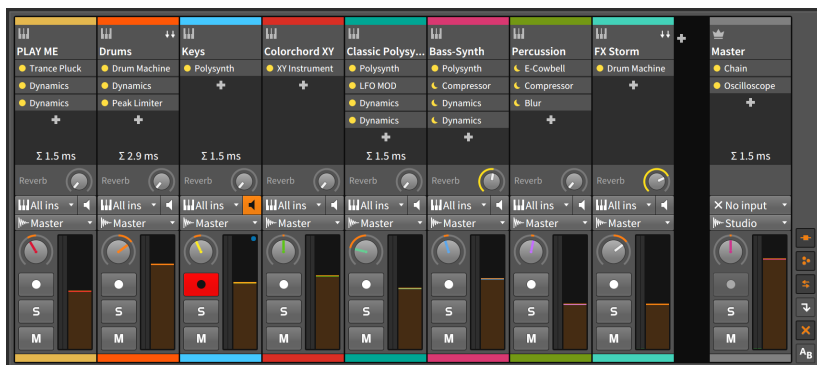 PLAY ME
Drums
Keys
Colorchord XY
Classic Polysy...
Bass-Synth
Percussion
FX Storm
Master
Trance Pluck
Drum Machine
Polysynth
XY Instrument
Polysynth
Polysynth
E-Cowbell
Drum Machine
Chain
Dynamics
Dynamics
LFO MOD
Compressor
Compressor
Oscilloscope
Dynamics
Peak Limiter
Dynamics
Dynamics
Blur
Dynamics
Dynamics
Σ 1.5 ms
Σ 2.9 ms
Σ 1.5 ms
Σ 1.5 ms
Σ 1.5 ms
Reverb
Reverb
Reverb
Reverb
Reverb
Reverb
Reverb
Reverb
All ins
All ins
All ins
All ins
All ins
All ins
All ins
All ins
No input
Master
Master
Master
Master
Master
Master
Master
Master
Studio
S
S
S
S
S
S
S
S
S
M
M
M
M
M
M
M
M
M
AB